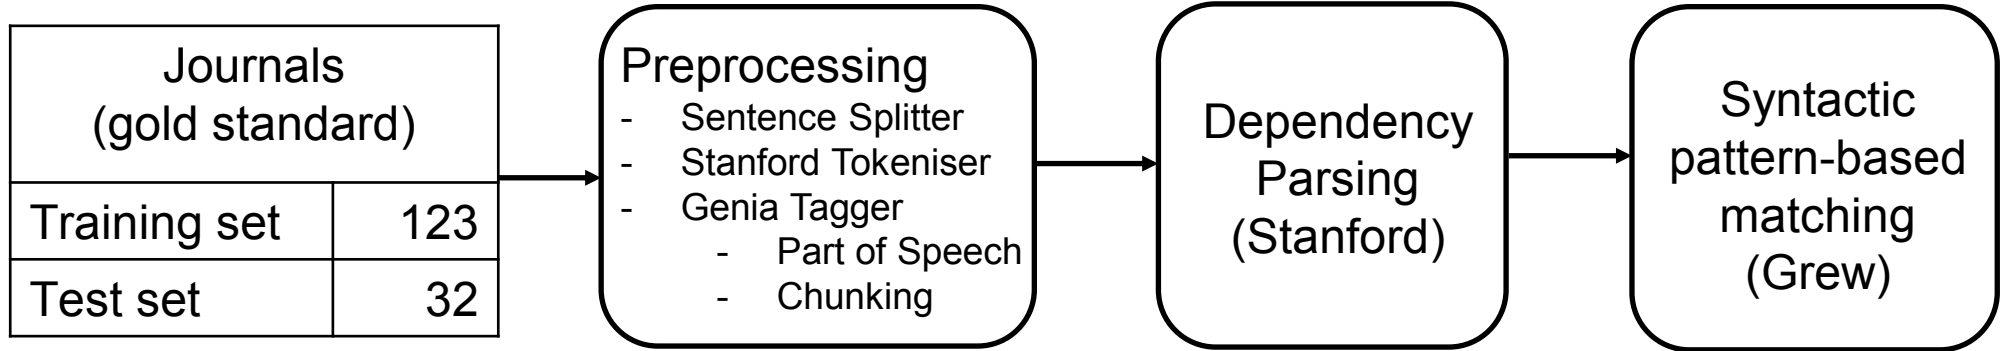 Journals
(gold standard)
Training set 123
Test set 32
Preprocessing
- Sentence Splitter
- Stanford Tokeniser
- Genia Tagger
- Part of Speech
- Chunking
Dependency
Parsing
(Stanford)
Syntactic
pattern-based
matching
(Grew)